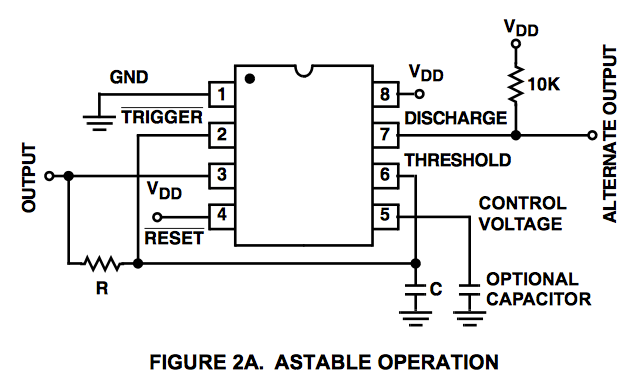 GND
TRIGGER
OUTPUT
VDD
RESET
R
1
2
3
4
8
7
6
5
VDD
DISCHARGE
THRESHOLD
CONTROL
VOLTAGE
VDD
10K
ALTERNATE OUTPUT
C
OPTIONAL
CAPACITOR
FIGURE 2A. ASTABLE OPERATION